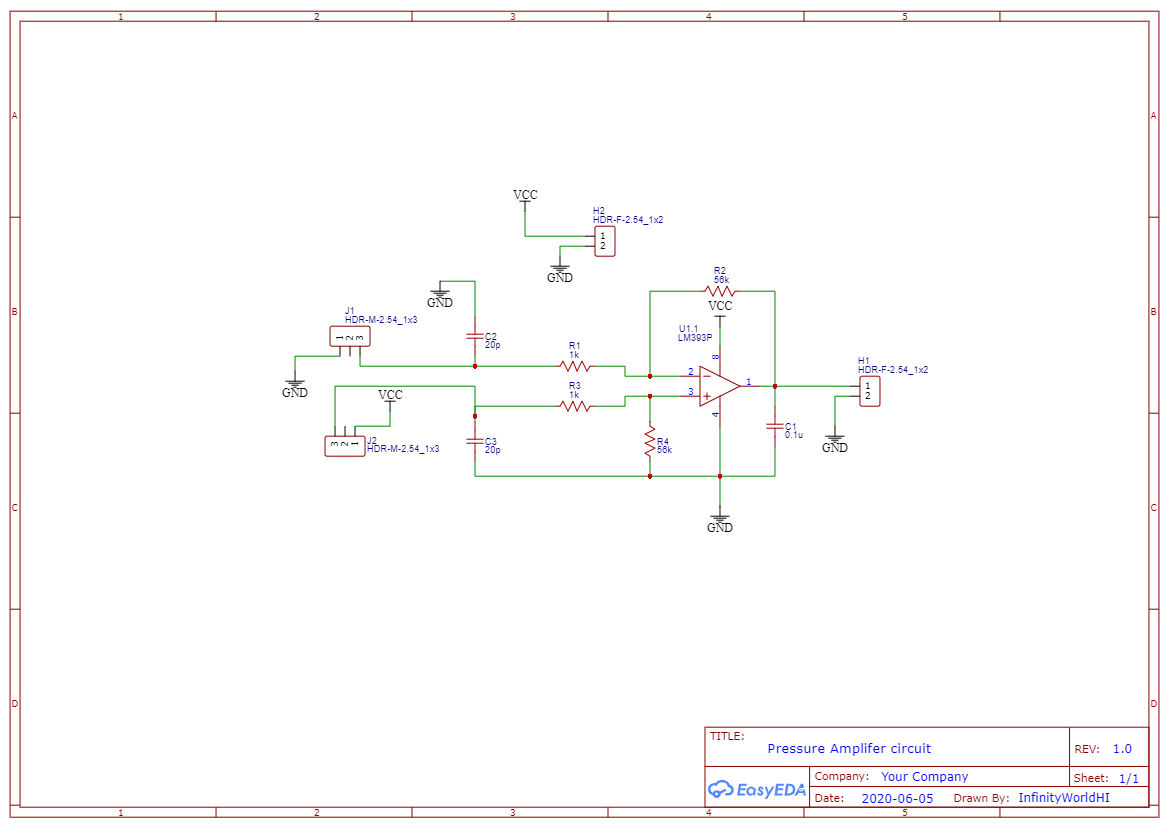 1 2 3 4 5
A A
VCC
H2
HDR-F-2.54_1x2
1
2
GND
R2
56k
GND
VCC
J1
HDR-M-2.54_1x3
B B
1 2 3
C2
20p
U1.1
LM393P
R1
1k
8
H1
HDR-F-2.54_1x2
2
1
1
2
GND
VCC
R3
1k
3
4
C1
0.1u
J2
HDR-M-2.54_1x3
3 2 1
C3
20p
R4
56k
GND
C C
GND
D D
TITLE:
Pressure Amplifer circuit
REV: 1.0
EasyEDA
Company: Your Company
Sheet: 1/1
Date: 2020-06-05 Drawn By: InfinityWorldHI
1 2 3 4 5